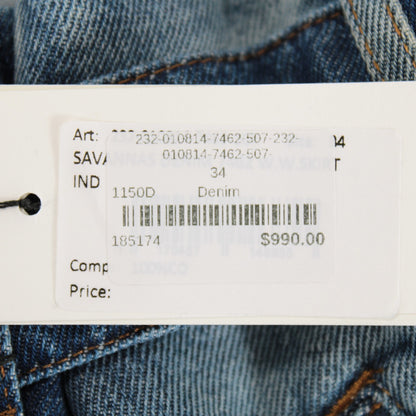 Art: 232-010814-7462-507-232-
SAVA 010814-7462-507
IND 34
1150D Denim
185174 $990.00
Comp
Price: